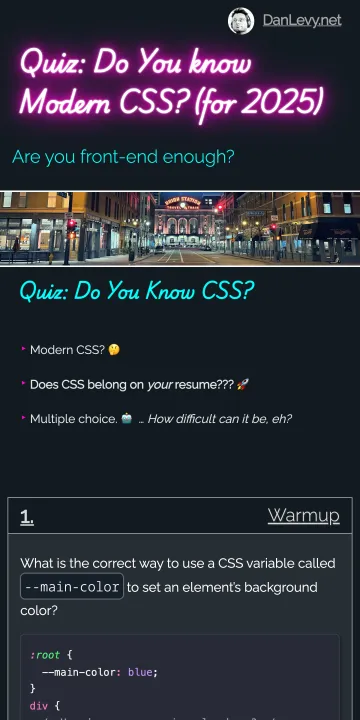 DanLevy.net
Quiz: Do You know
Modern CSS? (for 2025)
Are you front-end enough?
UNION STATION
Quiz: Do You Know CSS?
Modern CSS? 🤔
Does CSS belong on your resume??? 🚀
Multiple choice. 🍵 … How difficult can it be, eh?
1.
Warmup
What is the correct way to use a CSS variable called
--main-color to set an element's background
color?
:root {
--main-color: blue;
}
div {